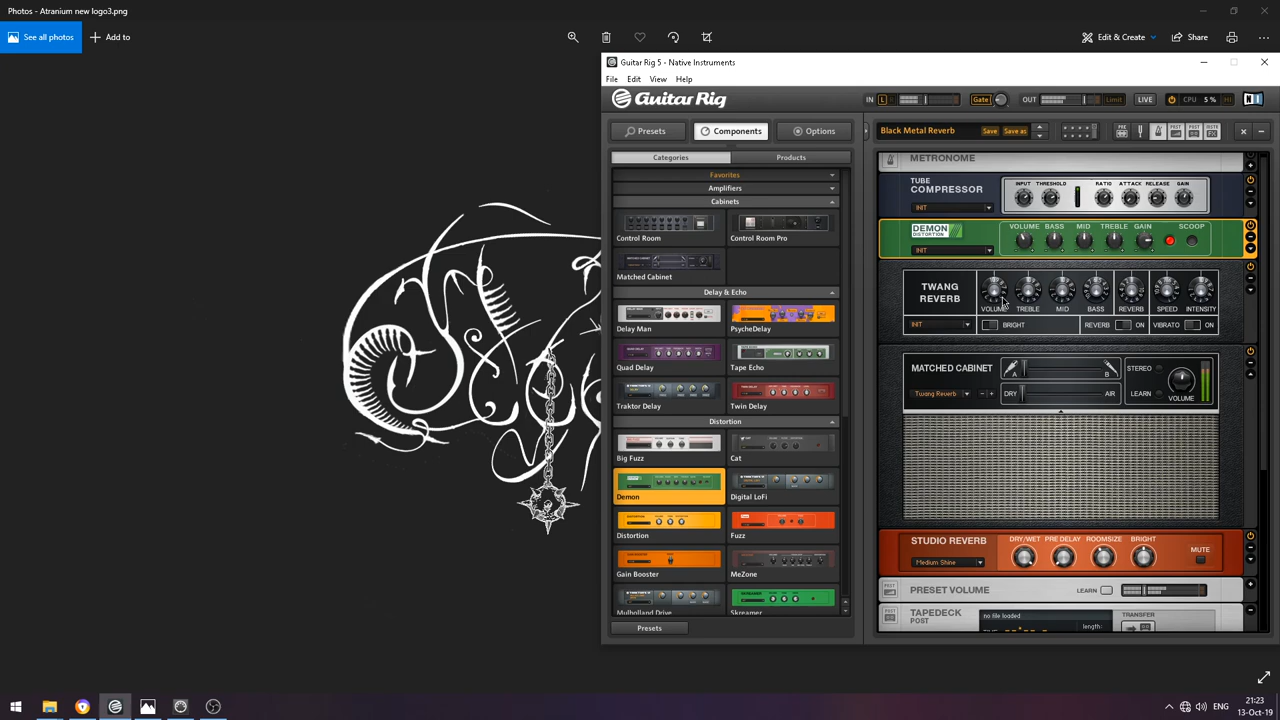 Photos - Atranium new logo3.png
See all photos
Add to
Edit & Create
Share
Guitar Rig 5 - Native Instruments
File Edit View Help
Guitar Rig
IN L Gate OUT Limit LIVE CPU 5 % HI
Presets Components Options
Black Metal Reverb Save Save as
Categories Products
Favorites
Amplifiers
Cabinets
Control Room Control Room Pro
Matched Cabinet
Delay & Echo
Delay Man PsycheDelay
Quad Delay Tape Echo
Traktor Delay Twin Delay
Distortion
Big Fuzz Cat
Demon Digital LoFi
Distortion Fuzz
Gain Booster MeZone
Mulholland Drive Skreamer
Presets
METRONOME
TUBE
COMPRESSOR
INIT
INPUT THRESHOLD RATIO ATTACK RELEASE GAIN
DEMON
DISTORTION
INIT
VOLUME BASS MID TREBLE GAIN SCOOP
TWANG
REVERB
INIT
VOLUME TREBLE MID BASS REVERB SPEED INTENSITY
BRIGHT REVERB ON VIBRATO ON
MATCHED CABINET
Twang Reverb
A B
DRY AIR
STEREO
LEARN
VOLUME
STUDIO REVERB
Medium Shine
DRY/WET PRE DELAY ROOMSIZE BRIGHT
MUTE
PRESET VOLUME LEARN
TAPEDECK
POST
no file loaded
length:
TRANSFER
ENG
21:23
13-Oct-19